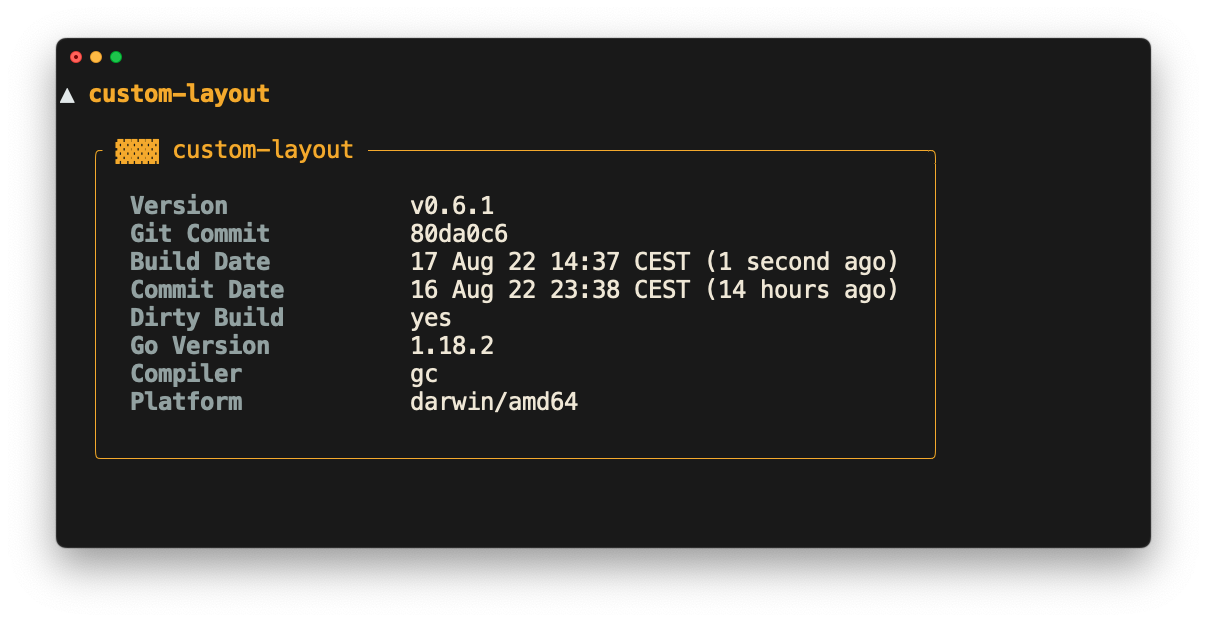 ▲ custom-layout
▓▓▓ custom-layout
Version v0.6.1
Git Commit 80da0c6
Build Date 17 Aug 22 14:37 CEST (1 second ago)
Commit Date 16 Aug 22 23:38 CEST (14 hours ago)
Dirty Build yes
Go Version 1.18.2
Compiler gc
Platform darwin/amd64